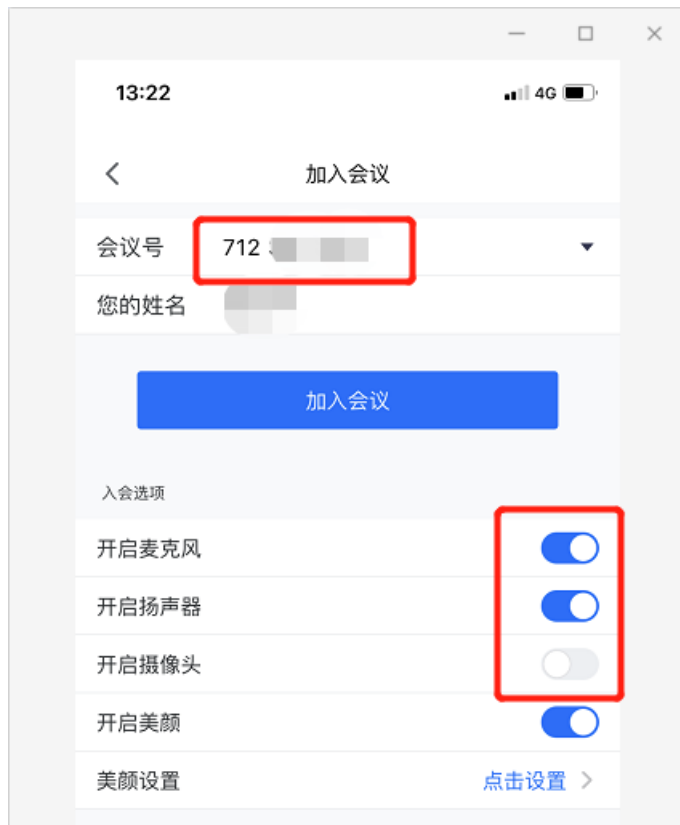 13:22 4G
加入会议
会议号 712
您的姓名
加入会议
入会选项
开启麦克风
开启扬声器
开启摄像头
开启美颜
美颜设置 点击设置